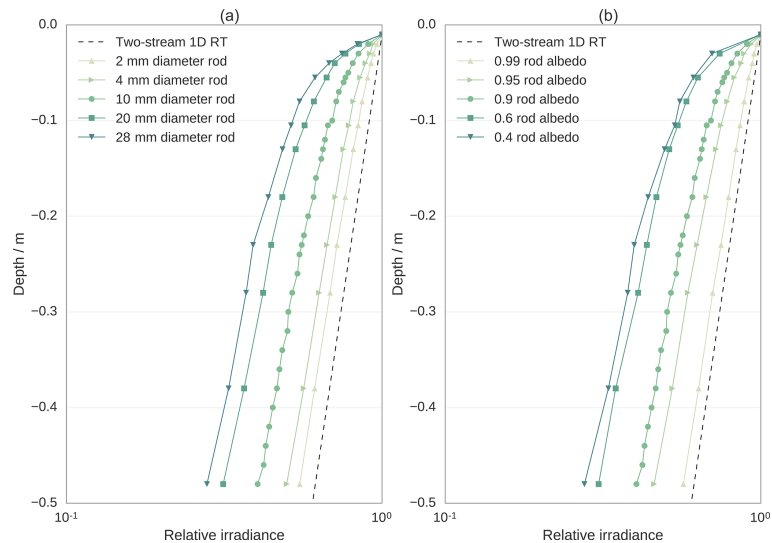 (a)
0.0
−0.1
−0.2
−0.3
−0.4
−0.5
Depth / m
Two-stream 1D RT
2 mm diameter rod
4 mm diameter rod
10 mm diameter rod
20 mm diameter rod
28 mm diameter rod
10⁻¹
10⁰
Relative irradiance
(b)
0.0
−0.1
−0.2
−0.3
−0.4
−0.5
Depth / m
Two-stream 1D RT
0.99 rod albedo
0.95 rod albedo
0.9 rod albedo
0.6 rod albedo
0.4 rod albedo
10⁻¹
10⁰
Relative irradiance